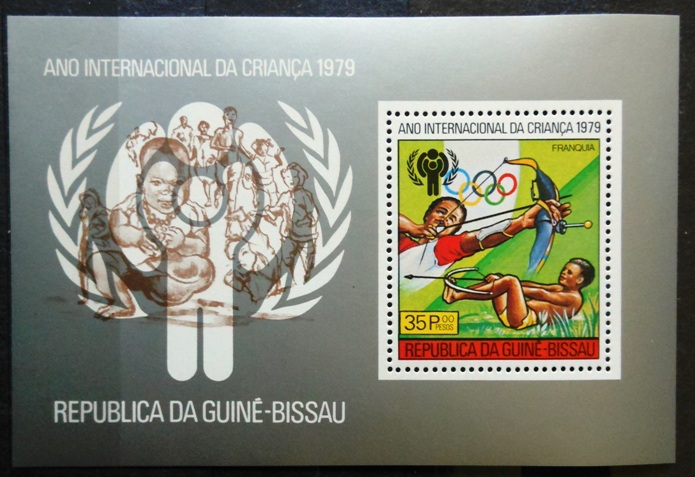 ANO INTERNACIONAL DA CRIANÇA 1979
ANO INTERNACIONAL DA CRIANÇA 1979
FRANQUIA
35P00
PESOS
REPUBLICA DA GUINÉ-BISSAU
REPUBLICA DA GUINÉ-BISSAU